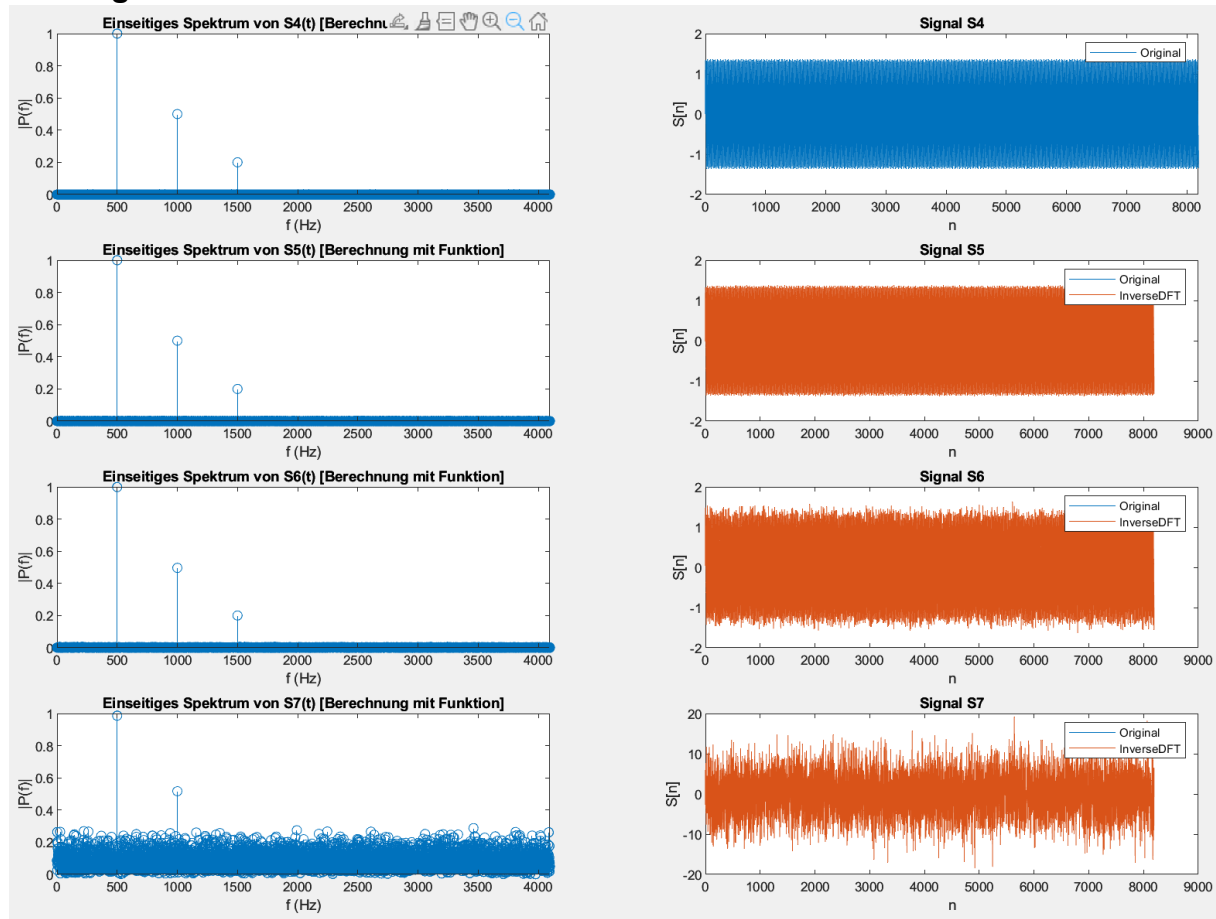 Einseitiges Spektrum von S4(t) [Berechnu
|P(f)|
1
0.8
0.6
0.4
0.2
0
0 500 1000 1500 2000 2500 3000 3500 4000
f (Hz)
Signal S4
Original
S[n]
2
1
0
-1
-2
0 1000 2000 3000 4000 5000 6000 7000 8000
n
Einseitiges Spektrum von S5(t) [Berechnung mit Funktion]
|P(f)|
1
0.8
0.6
0.4
0.2
0
0 500 1000 1500 2000 2500 3000 3500 4000
f (Hz)
Signal S5
Original
InverseDFT
S[n]
2
1
0
-1
-2
0 1000 2000 3000 4000 5000 6000 7000 8000 9000
n
Einseitiges Spektrum von S6(t) [Berechnung mit Funktion]
|P(f)|
1
0.8
0.6
0.4
0.2
0
0 500 1000 1500 2000 2500 3000 3500 4000
f (Hz)
Signal S6
Original
InverseDFT
S[n]
2
1
0
-1
-2
0 1000 2000 3000 4000 5000 6000 7000 8000 9000
n
Einseitiges Spektrum von S7(t) [Berechnung mit Funktion]
|P(f)|
1
0.8
0.6
0.4
0.2
0
0 500 1000 1500 2000 2500 3000 3500 4000
f (Hz)
Signal S7
Original
InverseDFT
S[n]
20
10
0
-10
-20
0 1000 2000 3000 4000 5000 6000 7000 8000 9000
n